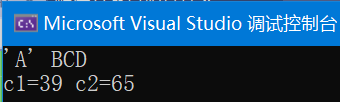 Microsoft Visual Studio 调试控制台
'A' BCD
c1=39 c2=65